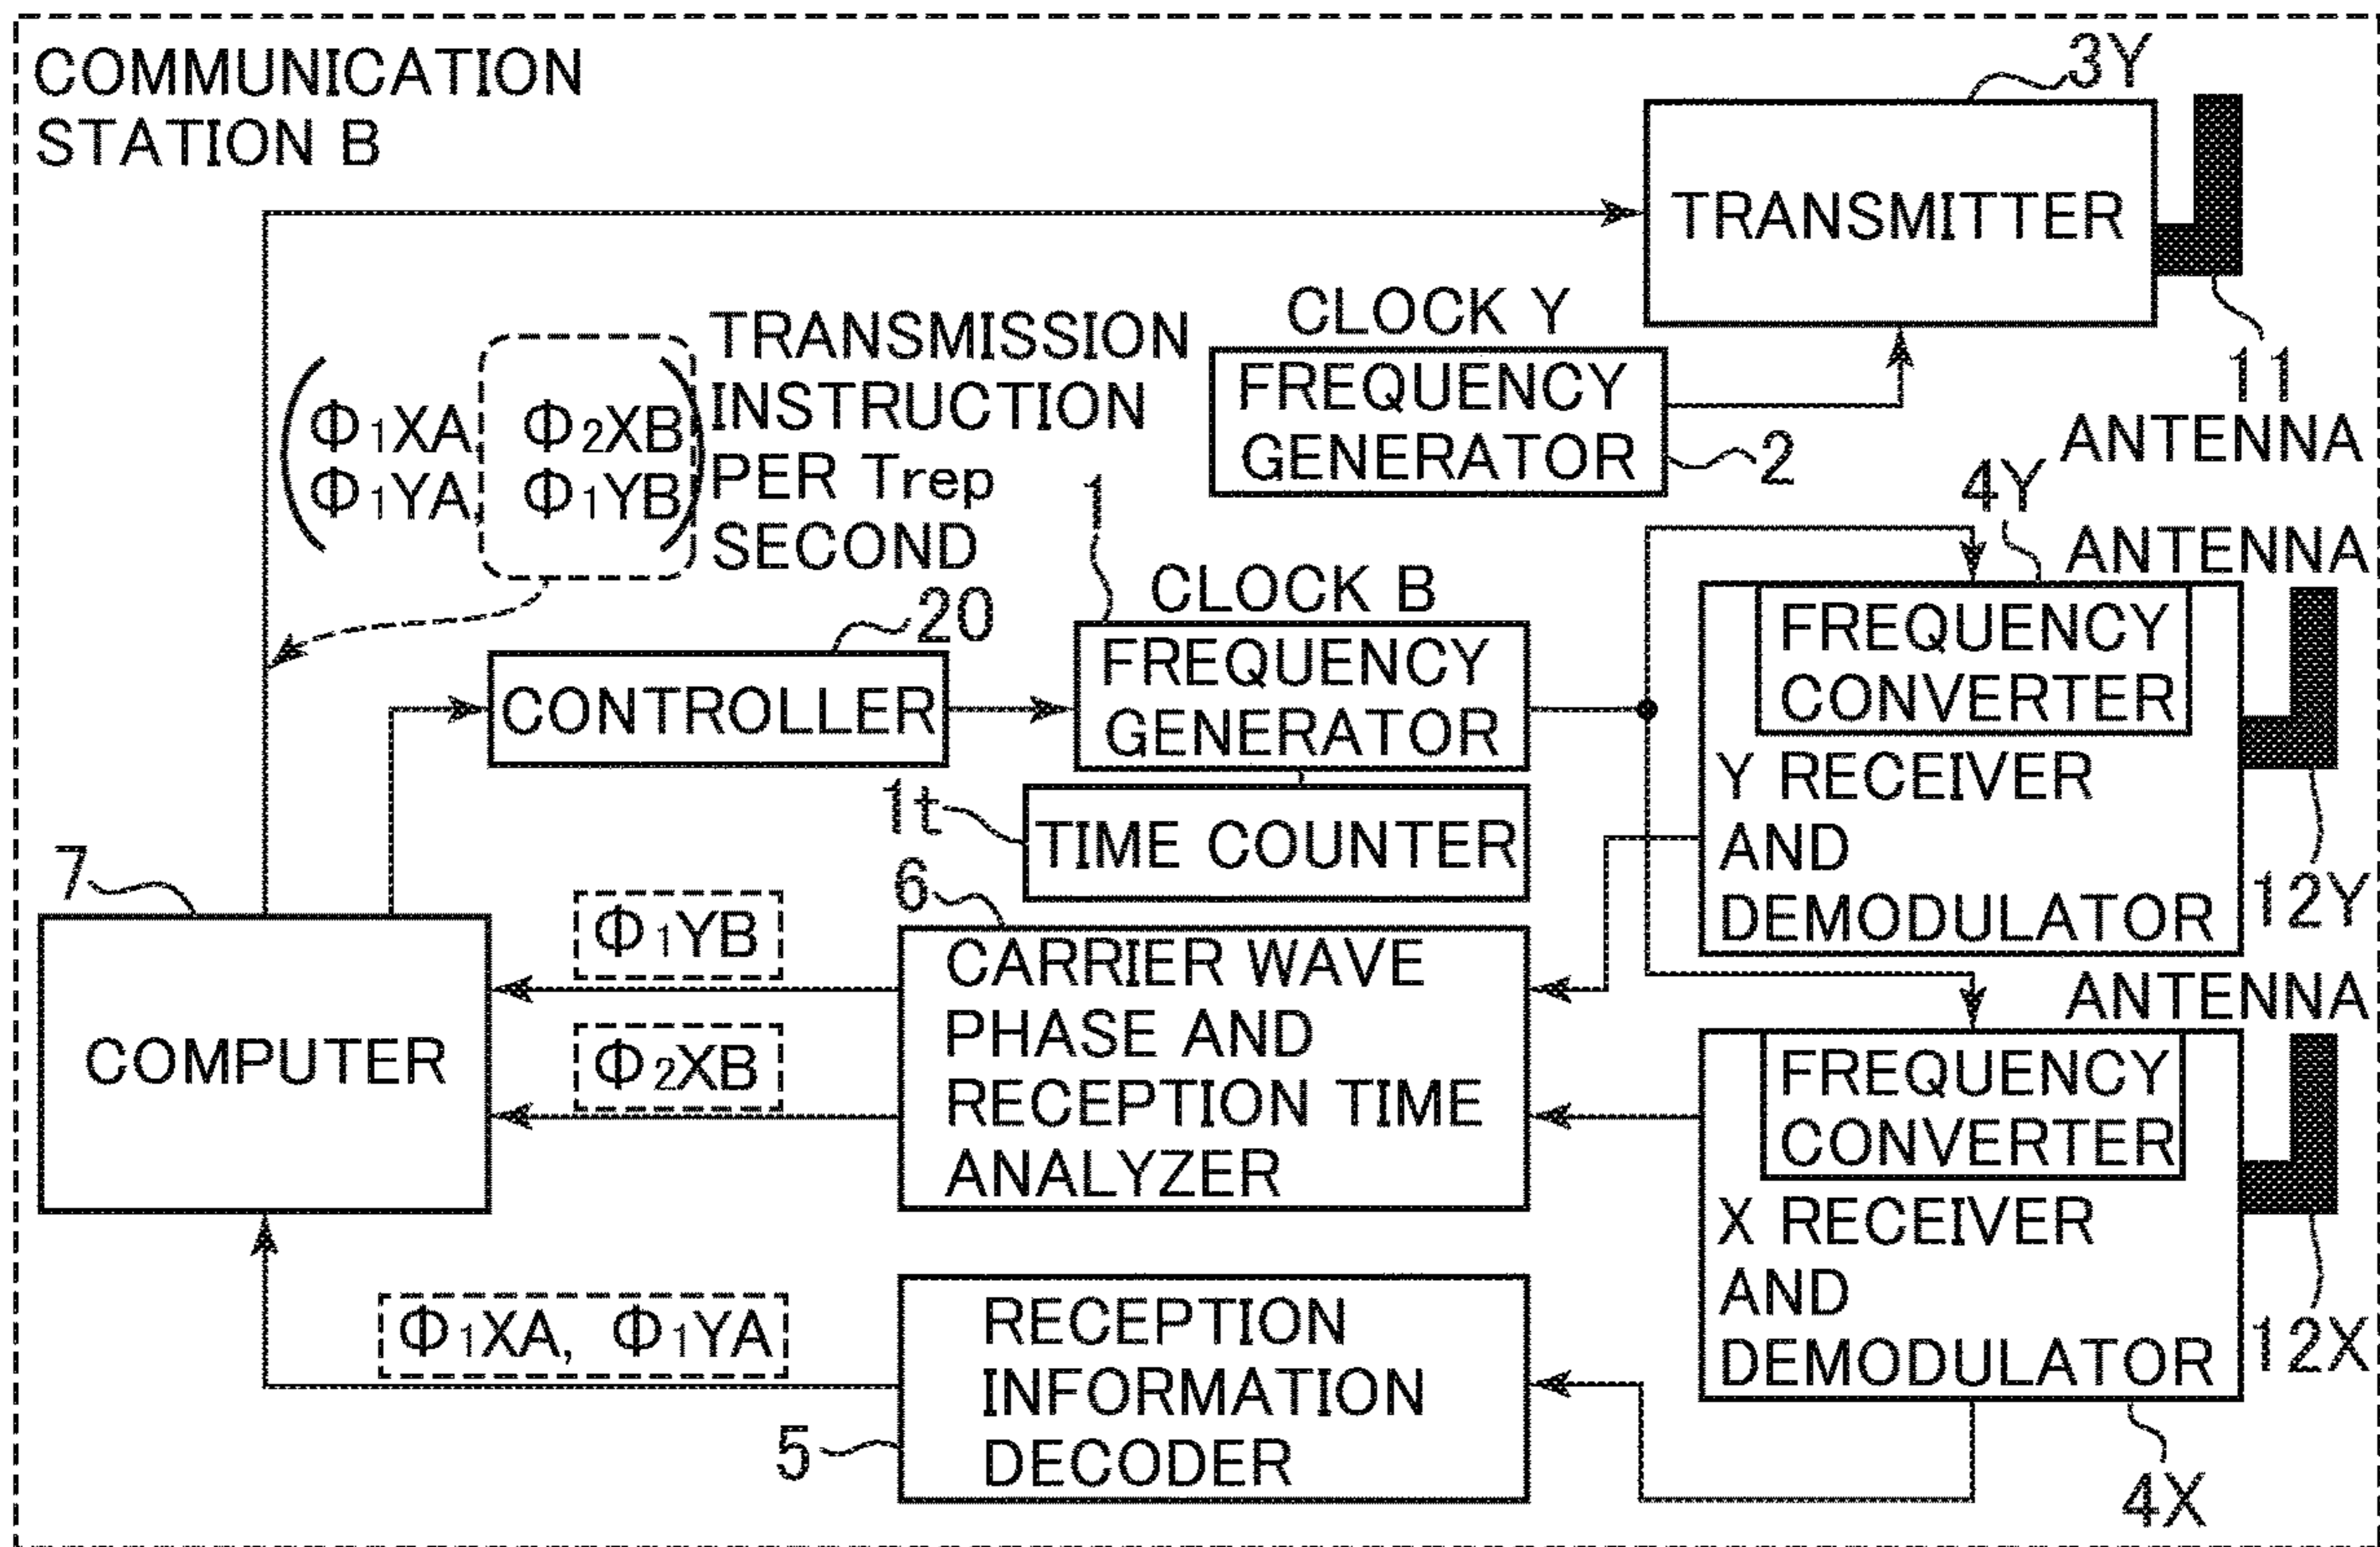 COMMUNICATION
STATION B
3Y
TRANSMITTER
11
ANTENNA
CLOCK Y
FREQUENCY
GENERATOR
2
Φ1XA, Φ2XB
Φ1YA, Φ1YB
TRANSMISSION
INSTRUCTION
PER Trep
SECOND
20
CONTROLLER
1
CLOCK B
FREQUENCY
GENERATOR
1t
TIME COUNTER
4Y
ANTENNA
FREQUENCY
CONVERTER
Y RECEIVER
AND
DEMODULATOR
12Y
7
COMPUTER
Φ1YB
Φ2XB
6
CARRIER WAVE
PHASE AND
RECEPTION TIME
ANALYZER
ANTENNA
FREQUENCY
CONVERTER
X RECEIVER
AND
DEMODULATOR
12X
4X
Φ1XA, Φ1YA
5
RECEPTION
INFORMATION
DECODER